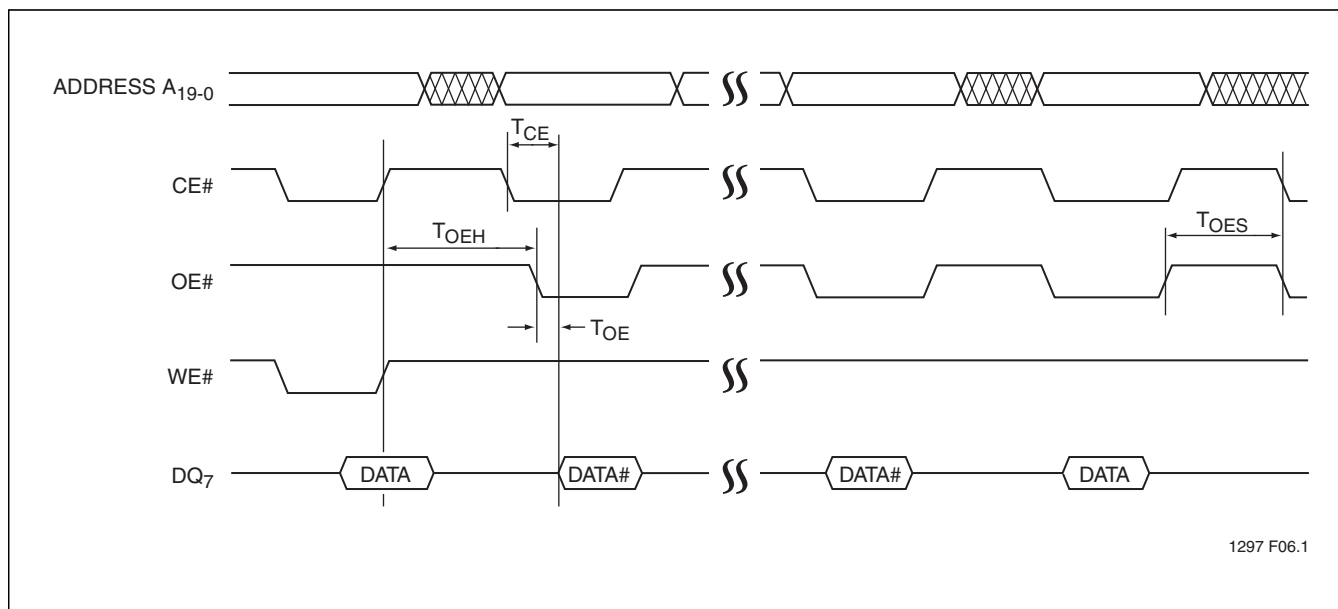 ADDRESS A19-0
TCE
CE#
TOEH
TOES
OE#
TOE
WE#
DQ7
DATA
DATA#
DATA#
DATA
1297 F06.1